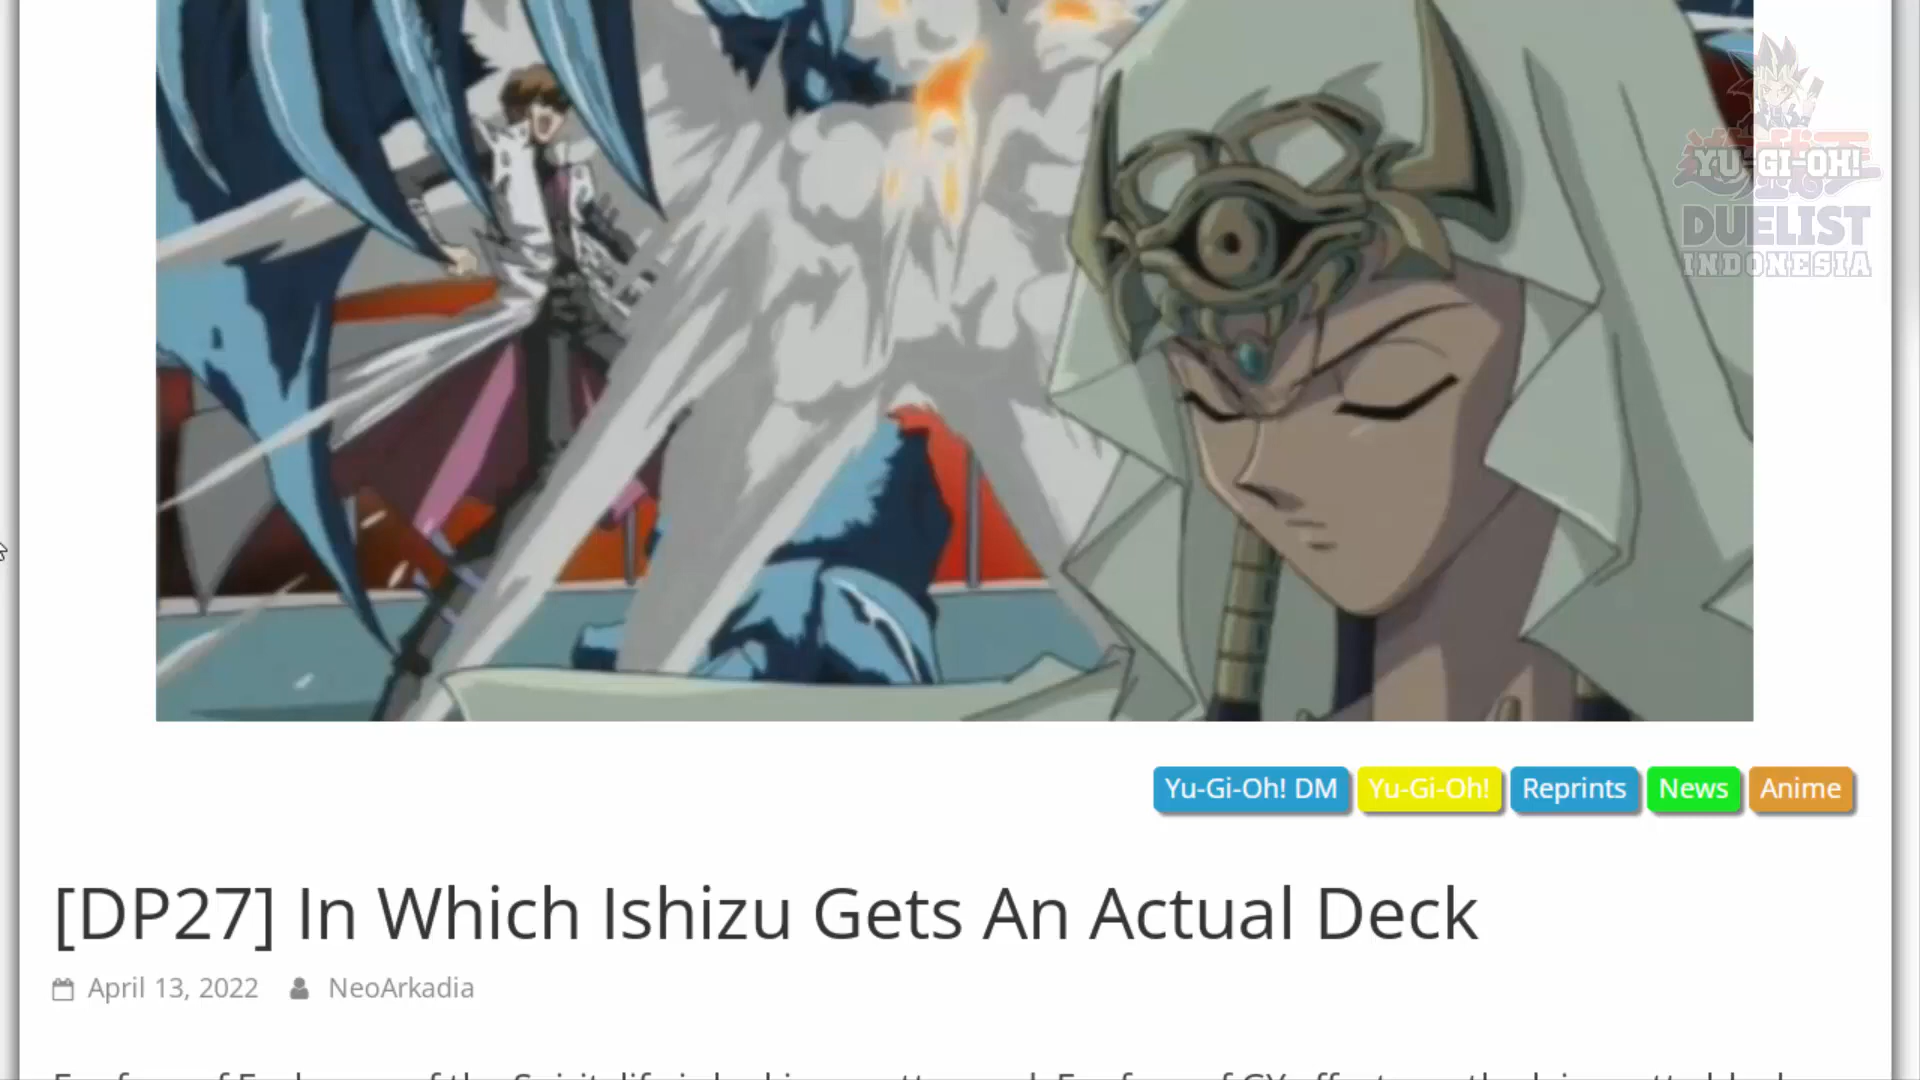 YU-GI-OH!
DUELIST
INDONESIA
Yu-Gi-Oh! DM Yu-Gi-Oh! Reprints News Anime
[DP27] In Which Ishizu Gets An Actual Deck
April 13, 2022 NeoArkadia